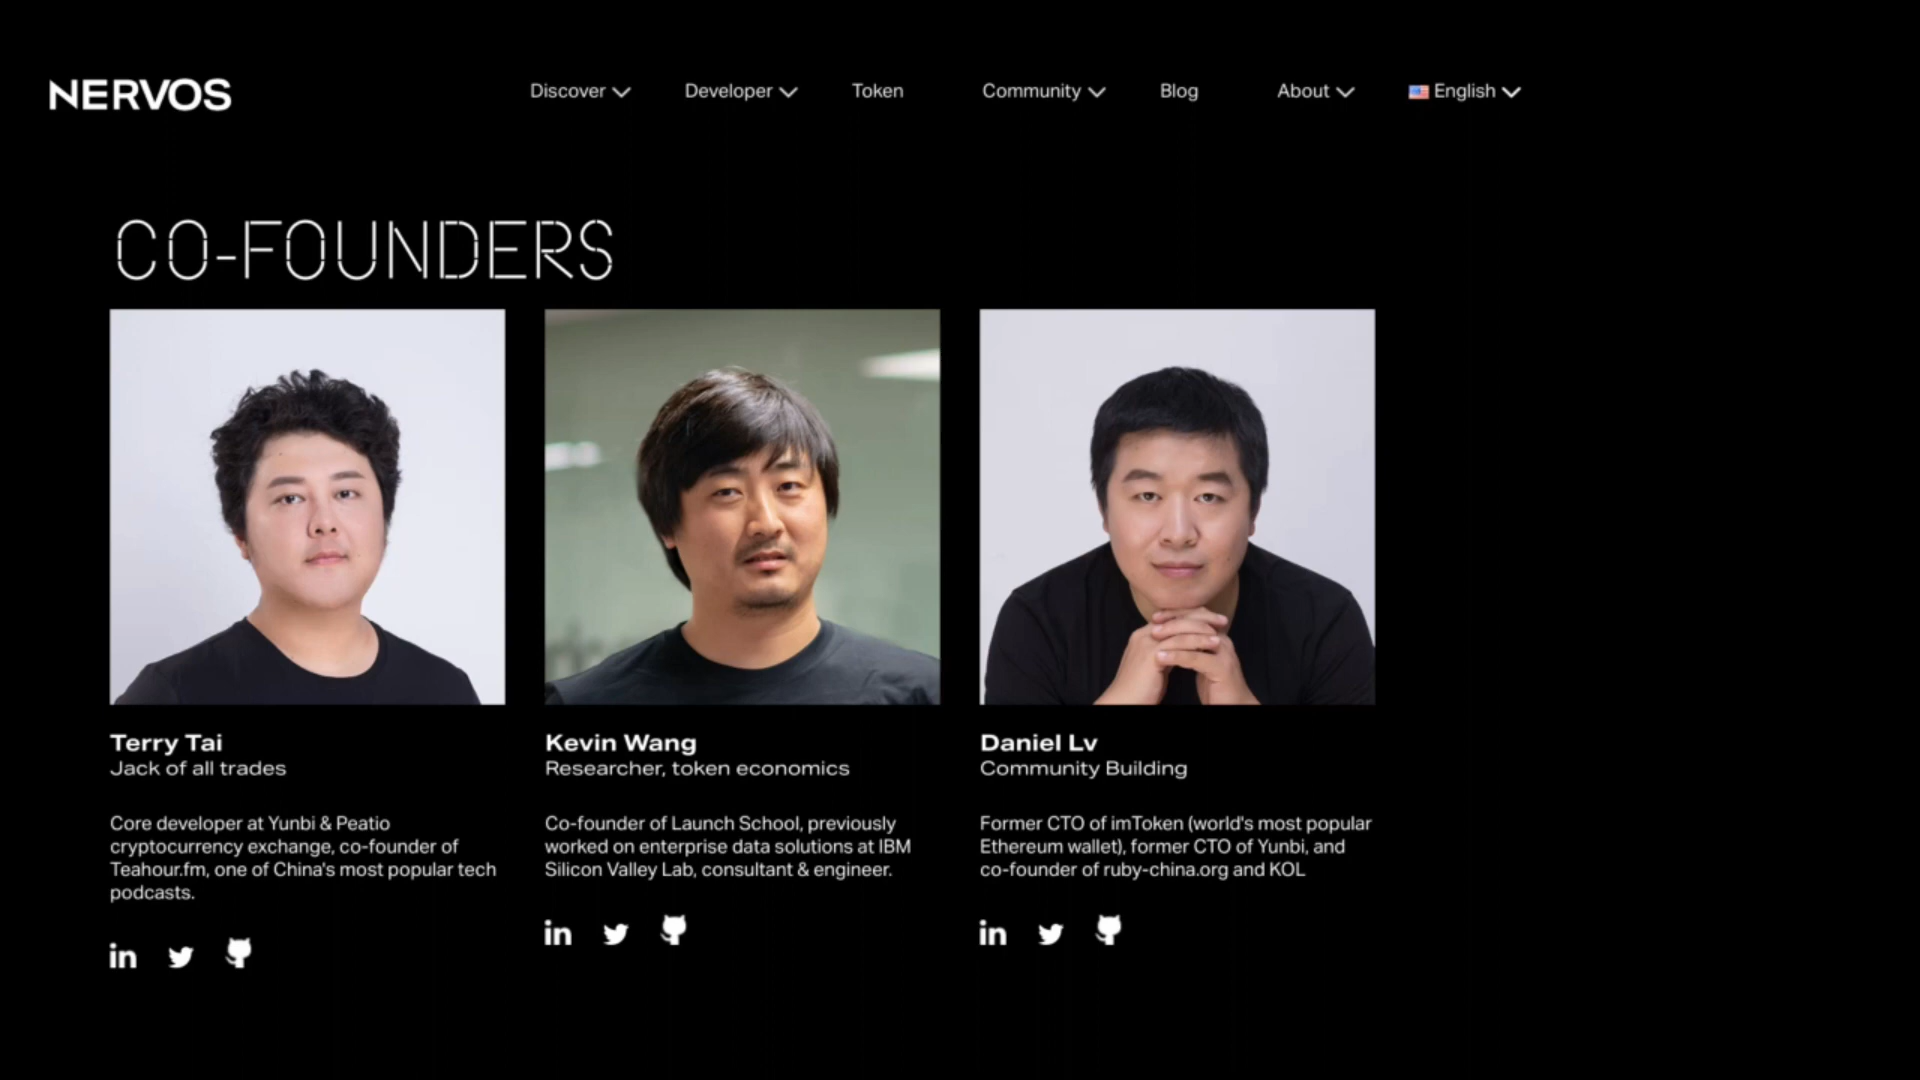 NERVOS
Discover
Developer
Token
Community
Blog
About
English
CO-FOUNDERS
Terry Tai
Jack of all trades
Core developer at Yunbi & Peatio
cryptocurrency exchange, co-founder of
Teahour.fm, one of China's most popular tech
podcasts.
in
Kevin Wang
Researcher, token economics
Co-founder of Launch School, previously
worked on enterprise data solutions at IBM
Silicon Valley Lab, consultant & engineer.
in
Daniel Lv
Community Building
Former CTO of imToken (world's most popular
Ethereum wallet), former CTO of Yunbi, and
co-founder of ruby-china.org and KOL
in